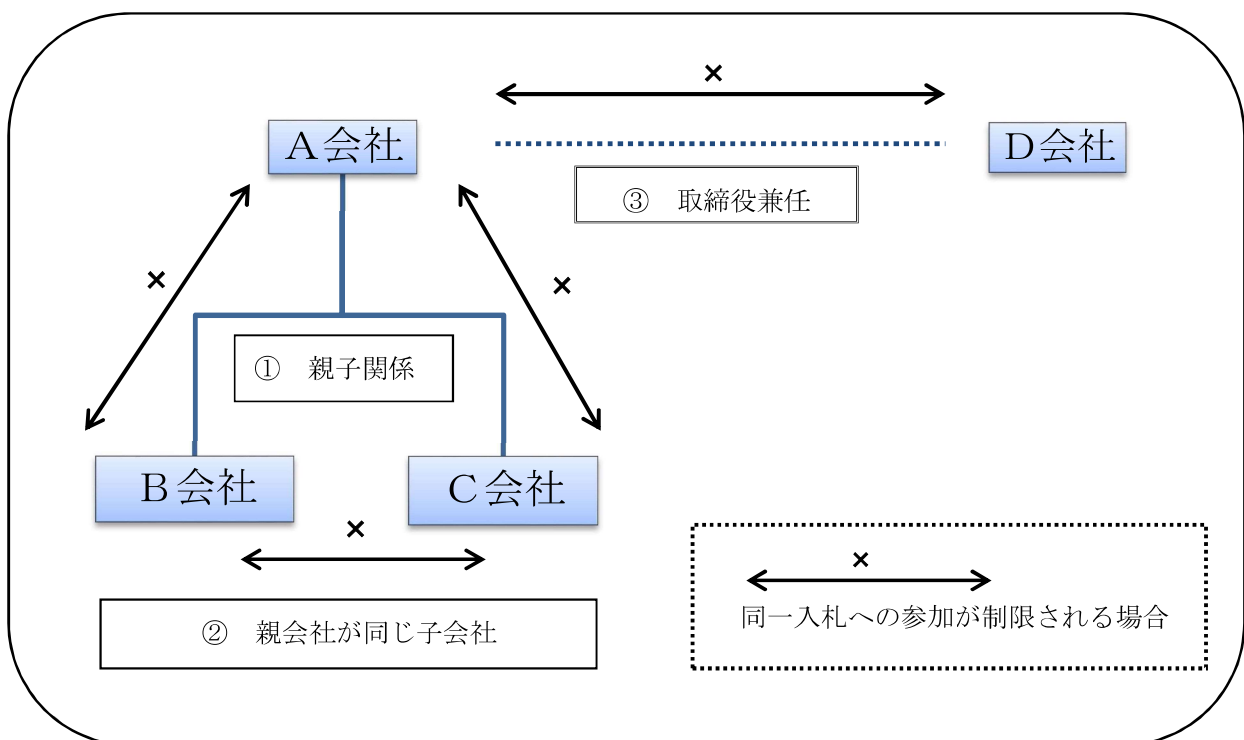 ×
Ａ会社
Ｄ会社
③　取締役兼任
×
×
①　親子関係
Ｂ会社
Ｃ会社
×
②　親会社が同じ子会社
×
同一入札への参加が制限される場合